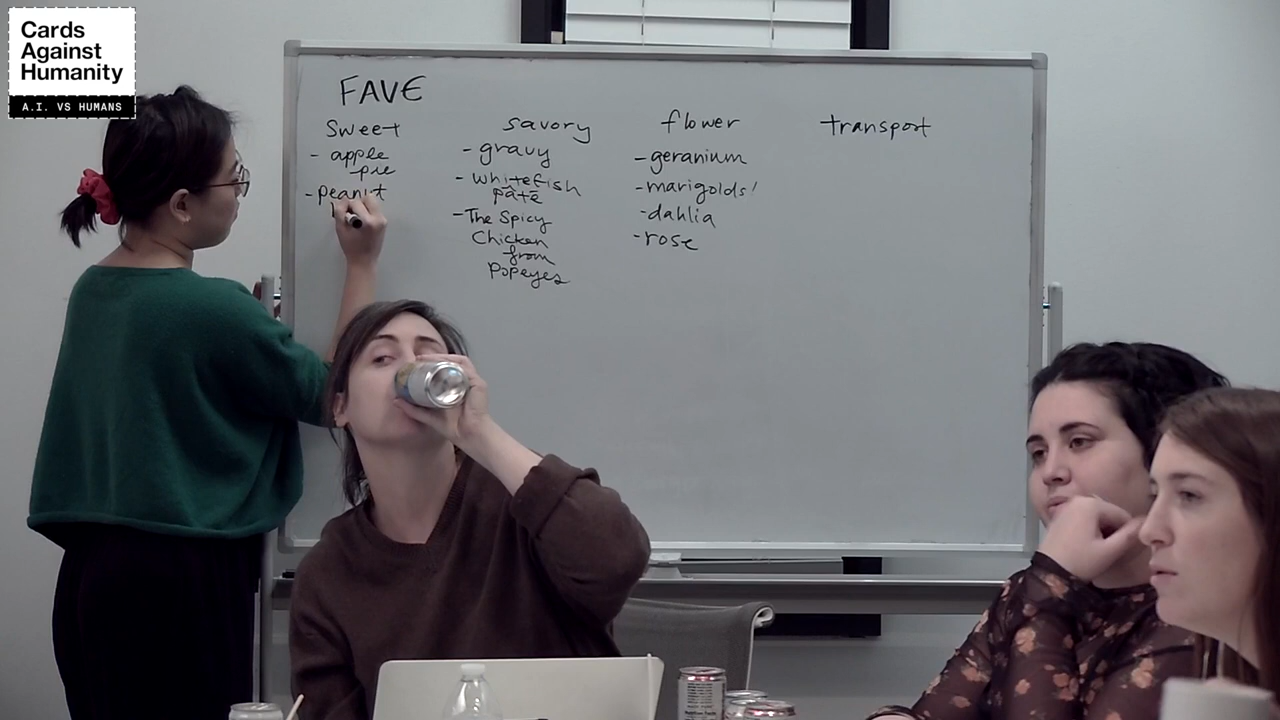 Cards
Against
Humanity
A.I. VS HUMANS
FAVE
Sweet
- apple
-pie
- peanut
savory
- gravy
- whitefish
pâté
- The Spicy
Chicken
from
Popeyes
flower
- geranium
- marigolds!
- dahlia
- rose
transport